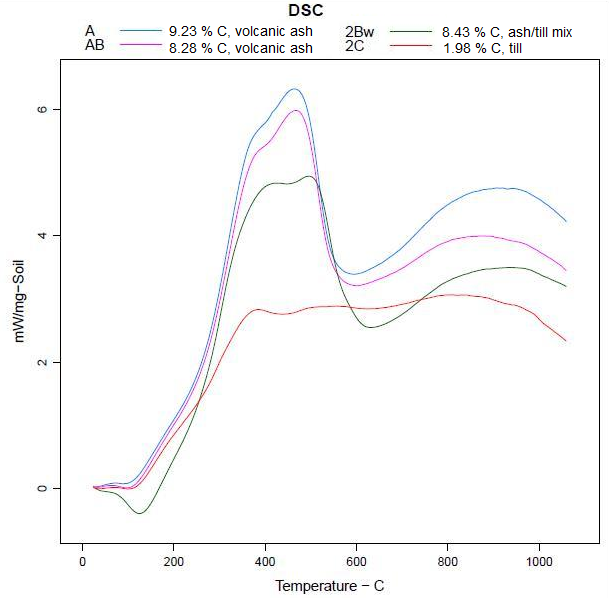 DSC
A 9.23 % C, volcanic ash 2Bw 8.43 % C, ash/till mix
AB 8.28 % C, volcanic ash 2C 1.98 % C, till
6
4
2
0
mW/mg-Soil
0 200 400 600 800 1000
Temperature - C